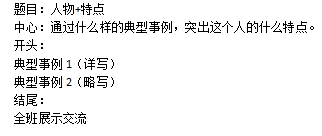 题目：人物+特点
中心：通过什么样的典型事例，突出这个人的什么特点。
开头：
典型事例 1（详写）
典型事例 2（略写）
结尾：
全班展示交流